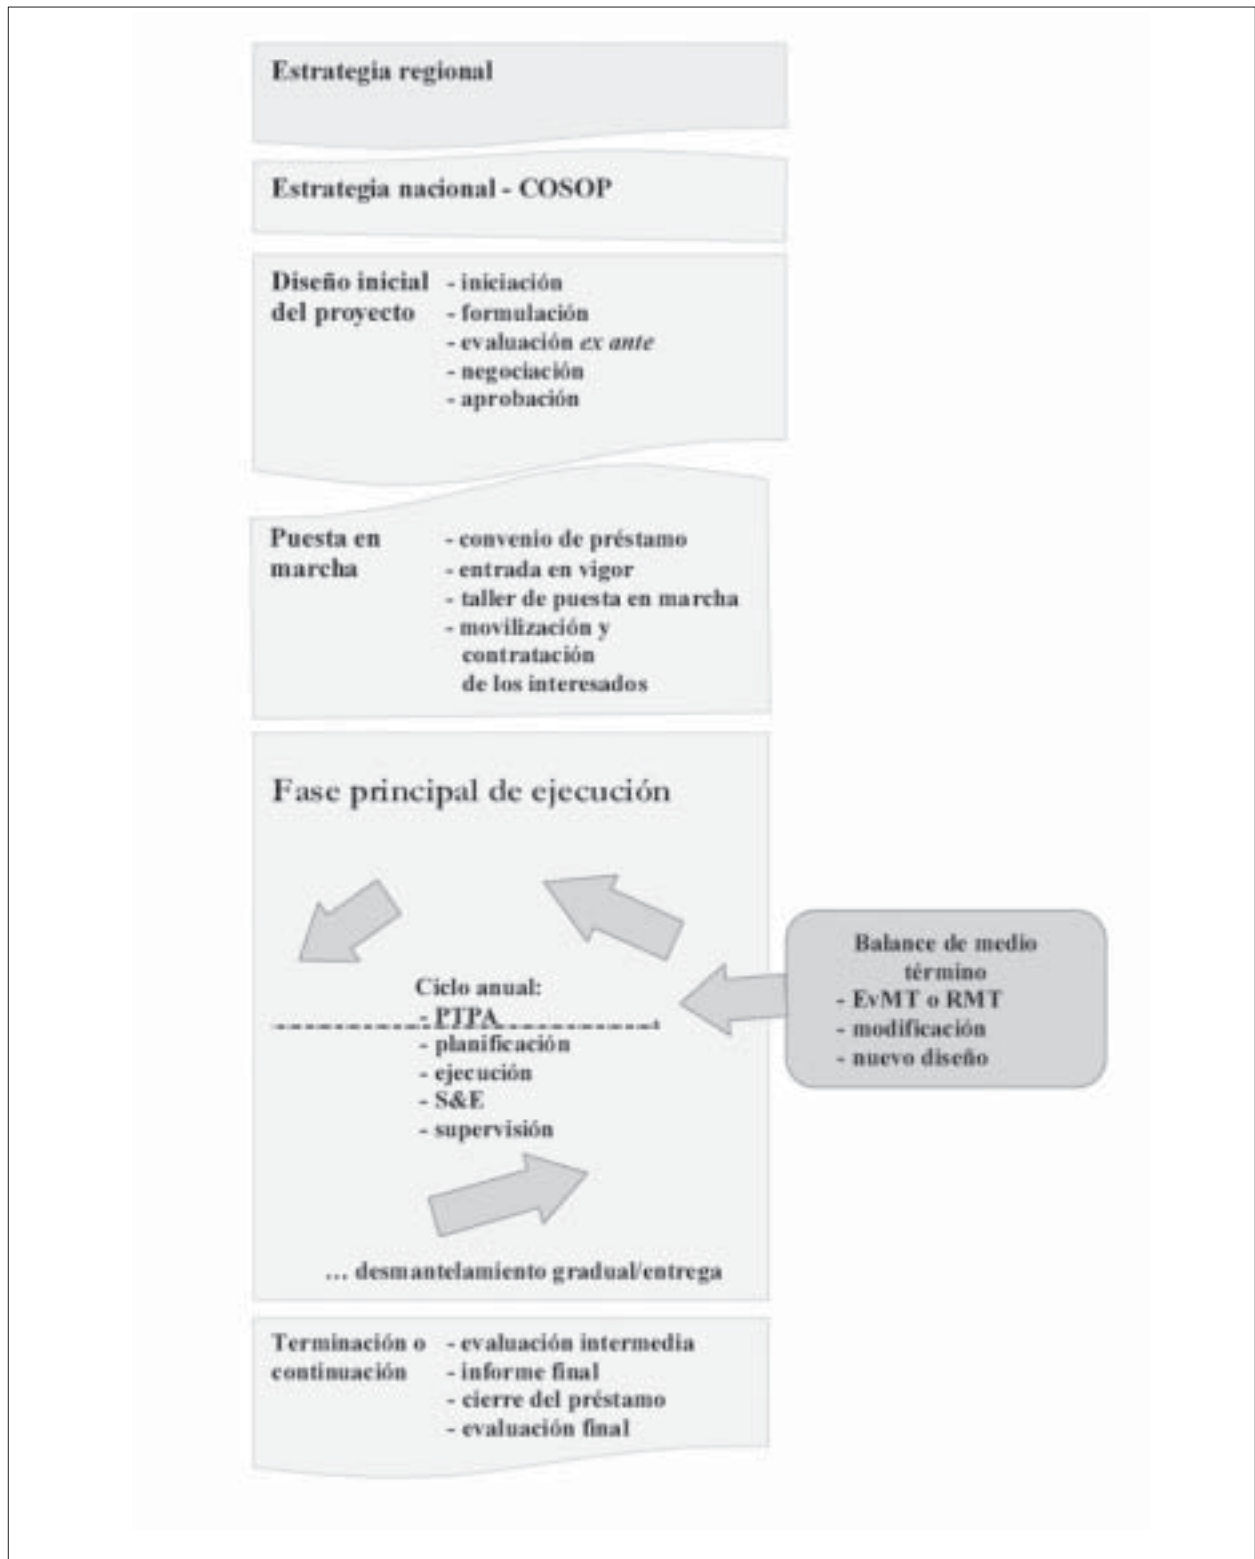 Estrategia regional
Estrategia nacional - COSOP
Diseño inicial
del proyecto
- iniciación
- formulación
- evaluación ex ante
- negociación
- aprobación
Puesta en
marcha
- convenio de préstamo
- entrada en vigor
- taller de puesta en marcha
- movilización y
contratación
de los interesados
Fase principal de ejecución
Ciclo anual:
- PTPA
- planificación
- ejecución
- S&E
- supervisión
Balance de medio
término
- EvMT o RMT
- modificación
- nuevo diseño
... desmantelamiento gradual/entrega
Terminación o
continuación
- evaluación intermedia
- informe final
- cierre del préstamo
- evaluación final